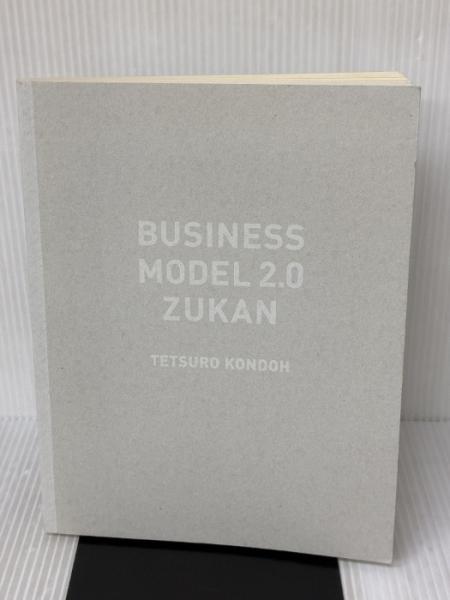 BUSINESS
MODEL 2.0
ZUKAN
TETSURO KONDOH